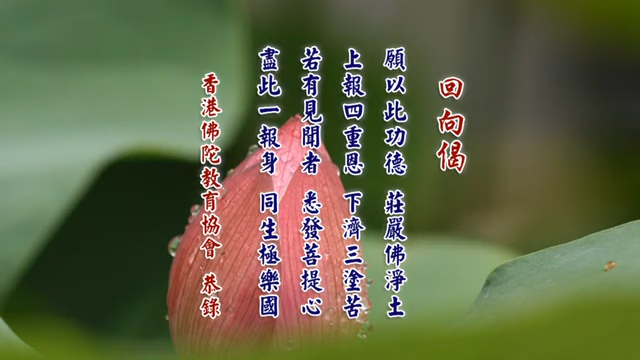 回向偈
願以此功德 莊嚴佛淨土
上報四重恩 下濟三塗苦
若有見聞者 悉發菩提心
盡此一報身 同生極樂國
香港佛陀教育協會 恭錄